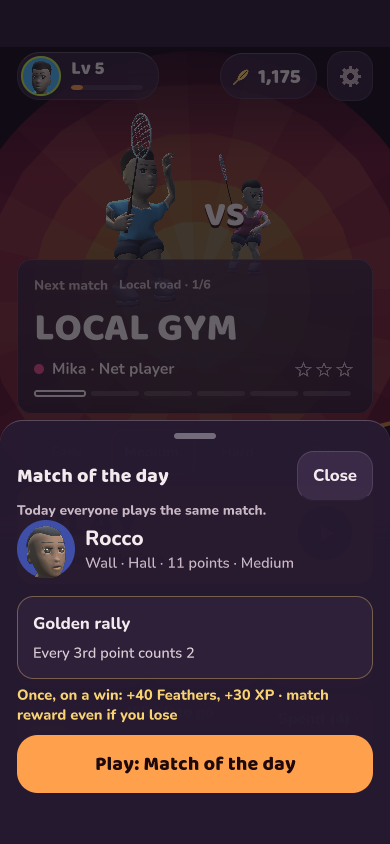 Lv 5
1,175
VS
Next match Local road · 1/6
LOCAL GYM
Mika · Net player
Match of the day
Close
Today everyone plays the same match.
Rocco
Wall · Hall · 11 points · Medium
Golden rally
Every 3rd point counts 2
Once, on a win: +40 Feathers, +30 XP · match
reward even if you lose
Play: Match of the day